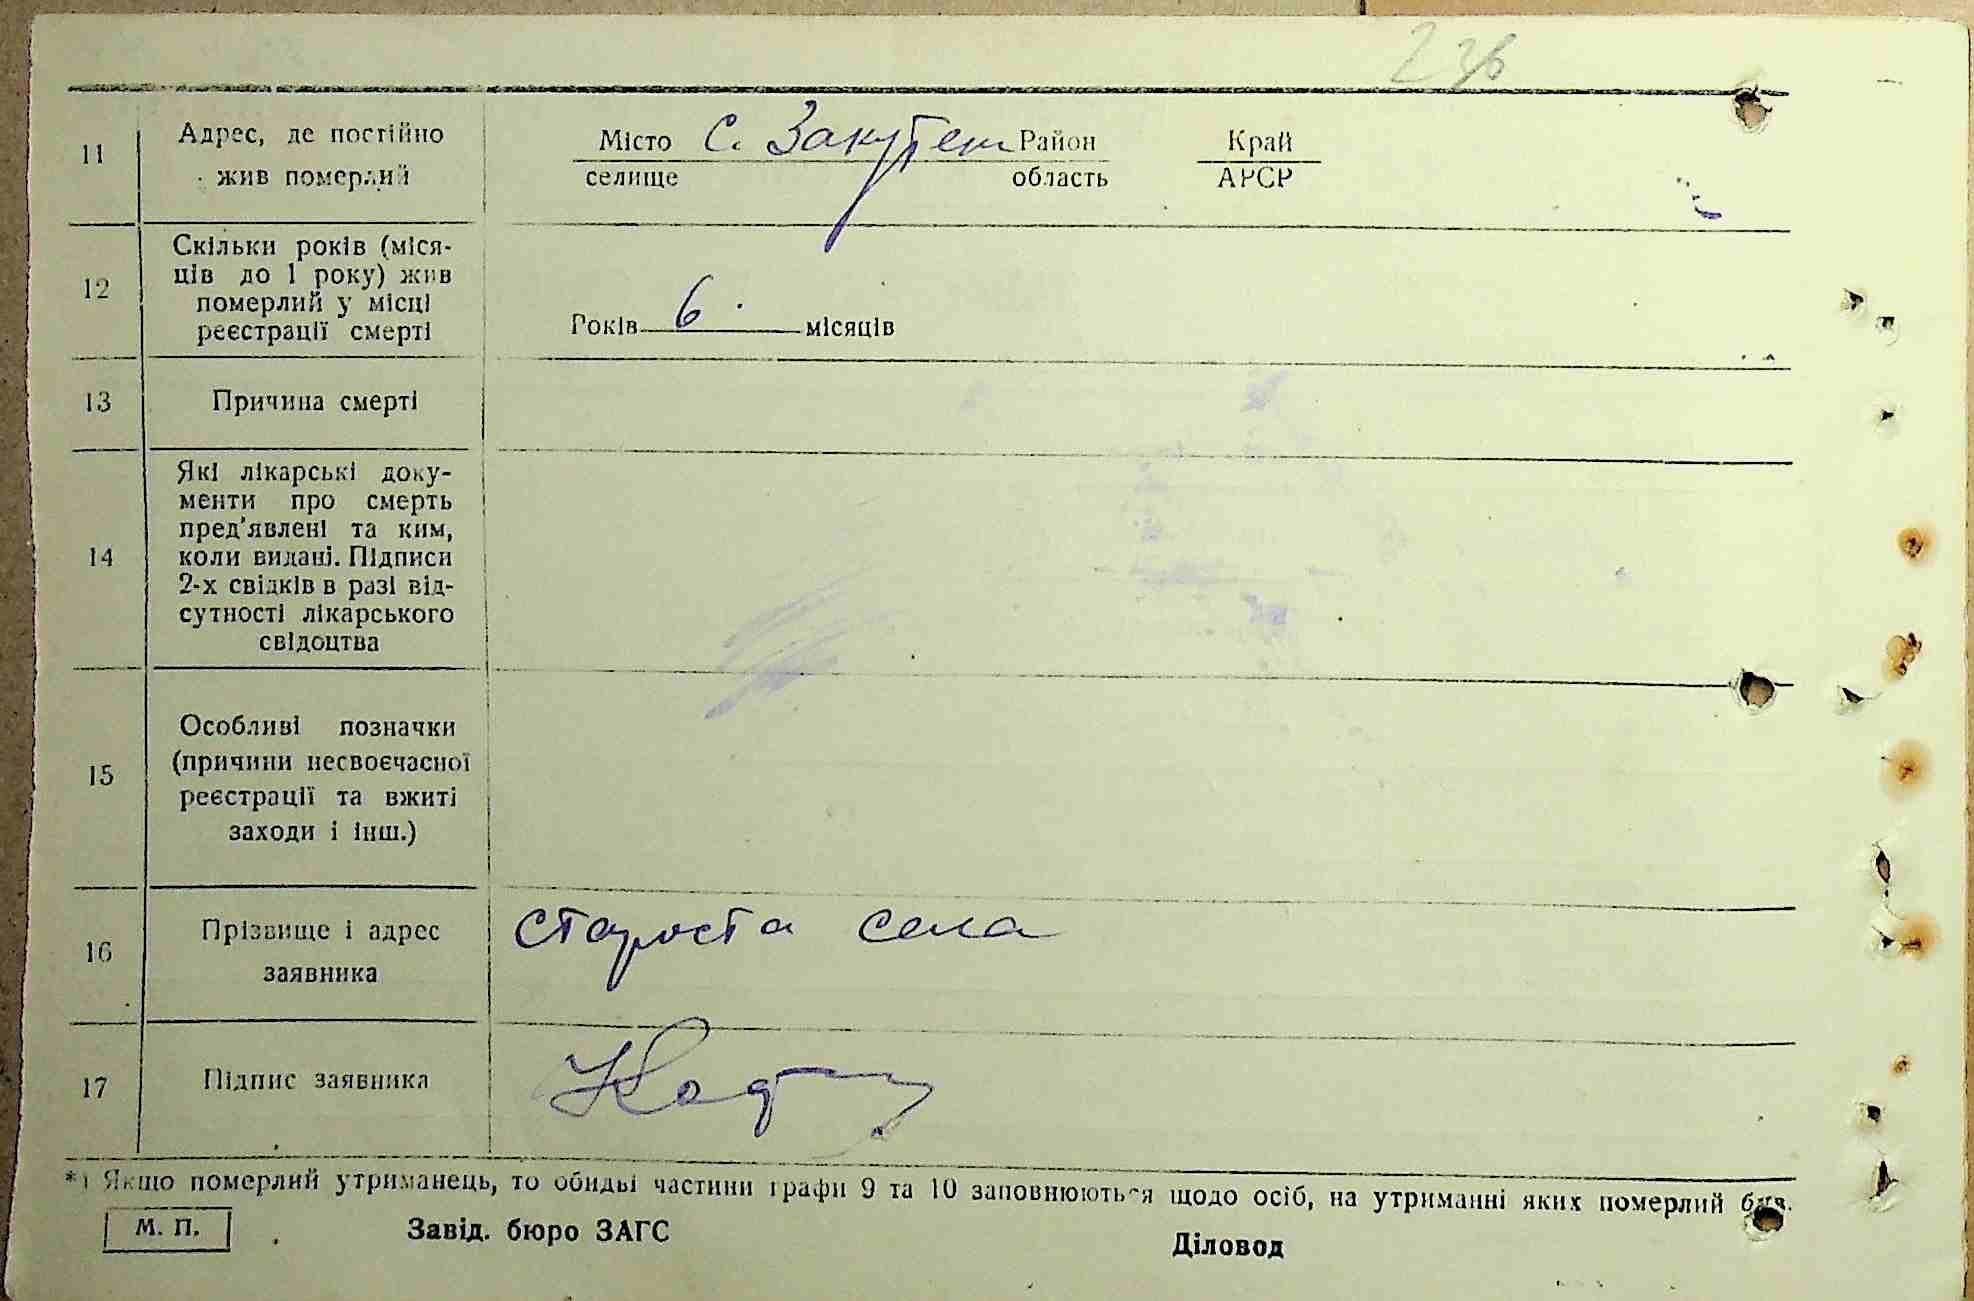 236
11 Адрес, де постійно жив померлий
Місто С. Закутенці Район Край
селище область АРСР
12 Скільки років (міся-
ців до 1 року) жив
померлий у місці
реєстрації смерті
Років 6 місяців
13 Причина смерті
14 Які лікарські доку-
менти про смерть
пред'явлені та ким,
коли видані. Підписи
2-х свідків в разі від-
сутності лікарського
свідоцтва
15 Особливі позначки
(причини несвоєчасної
реєстрації та вжиті
заходи і інш.)
16 Прізвище і адрес
заявника
староста села
17 Підпис заявника
*) Якщо померлий утриманець, то обидві частини графи 9 та 10 заповнюються щодо осіб, на утриманні яких померлий був.
М. П. Завід. бюро ЗАГС Діловод